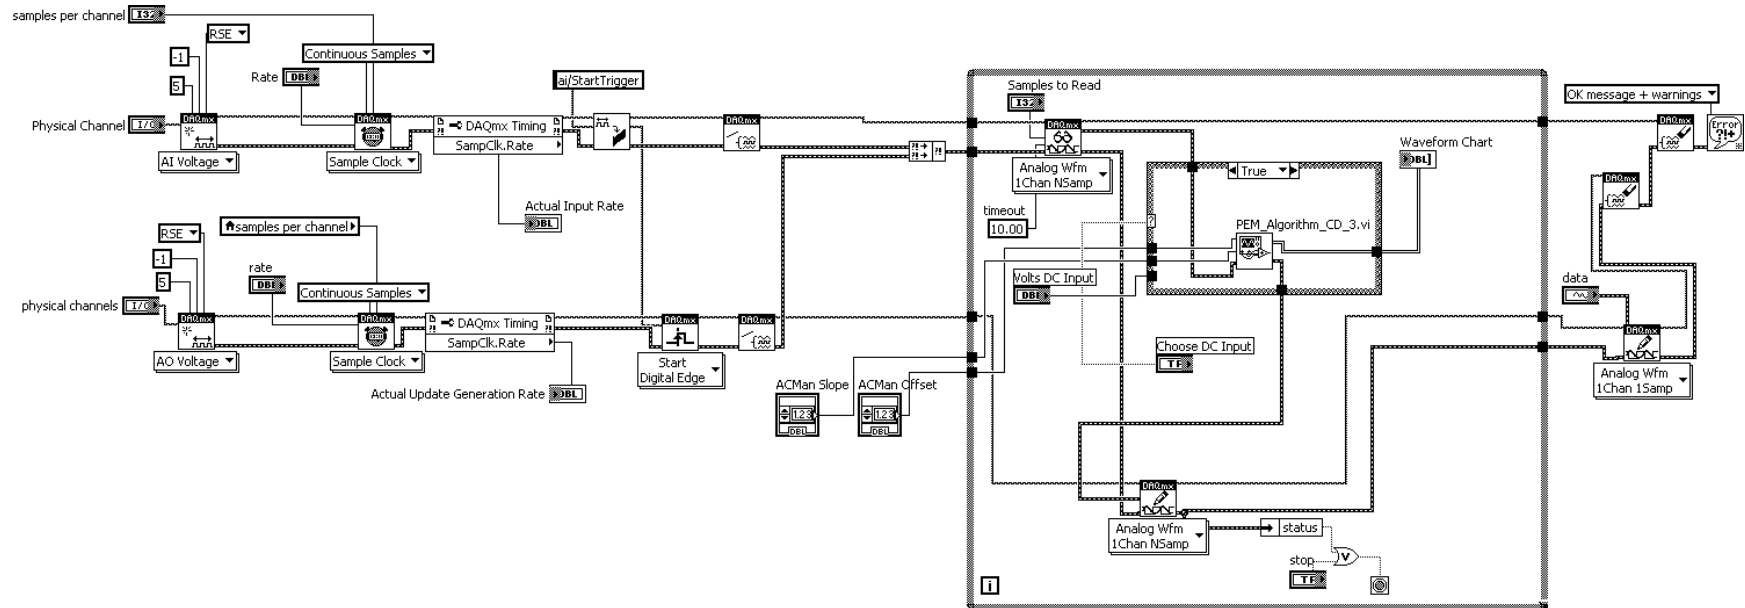 samples per channel
I32
RSE
-1
Continuous Samples
Rate
DBL
5
ai/StartTrigger
Physical Channel
I/O
DAQmx
DAQmx
DAQmx Timing
SampClk.Rate
DAQmx
AI Voltage
Sample Clock
Actual Input Rate
DBL
samples per channel
RSE
-1
rate
DBL
5
Continuous Samples
physical channels
I/O
DAQmx
DAQmx
DAQmx Timing
SampClk.Rate
DAQmx
DAQmx
AO Voltage
Sample Clock
Start
Digital Edge
Actual Update Generation Rate
DBL
ACMan Slope
1.23
DBL
ACMan Offset
1.23
DBL
Samples to Read
I32
DAQmx
Analog Wfm
1Chan NSamp
timeout
10.00
True
?
PEM_Algorithm_CD_3.vi
Waveform Chart
DBL]
Volts DC Input
DBL
Choose DC Input
TF
DAQmx
Analog Wfm
1Chan NSamp
status
V
stop
TF
i
OK message + warnings
DAQmx
Error
?!+
DAQmx
data
DAQmx
Analog Wfm
1Chan 1Samp